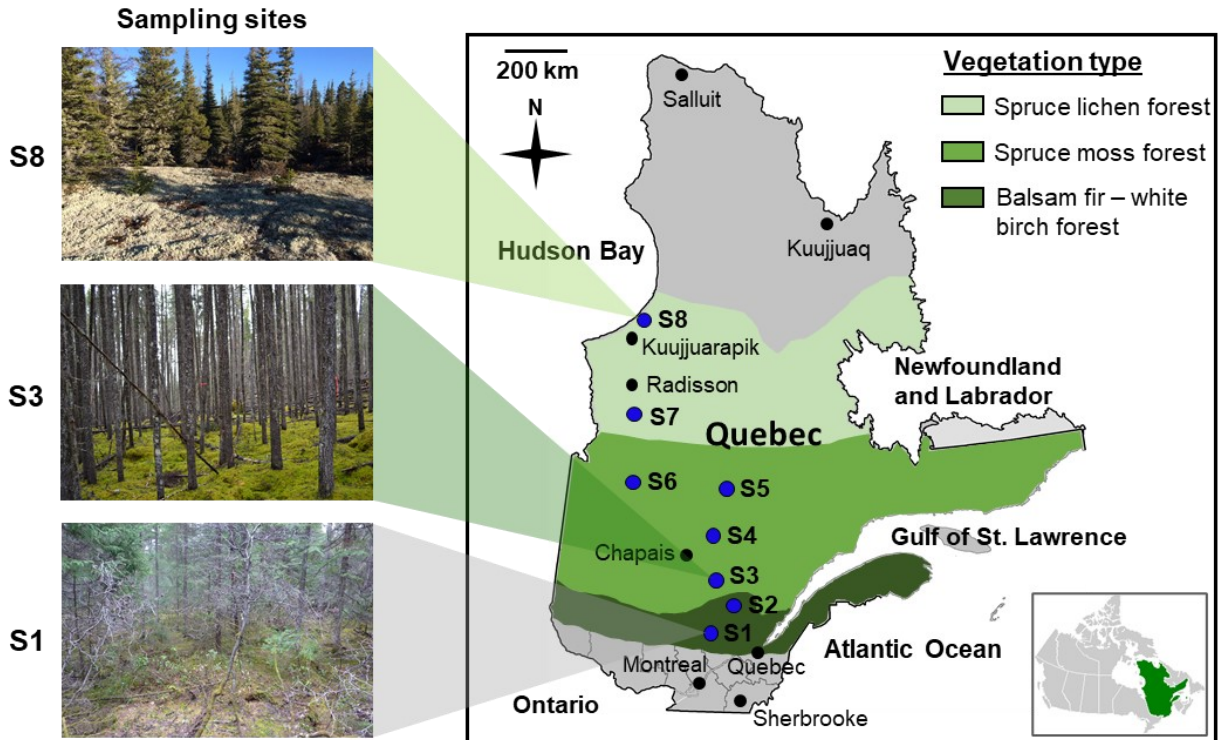 Sampling sites
S8
S3
S1
200 km
N
Salluit
Kuujjuaq
Hudson Bay
S8
Kuujjuarapik
Radisson
S7
Newfoundland
and Labrador
Quebec
S6
S5
S4
Chapais
Gulf of St. Lawrence
S3
S2
S1
Atlantic Ocean
Montreal
Quebec
Ontario
Sherbrooke
Vegetation type
Spruce lichen forest
Spruce moss forest
Balsam fir – white
birch forest